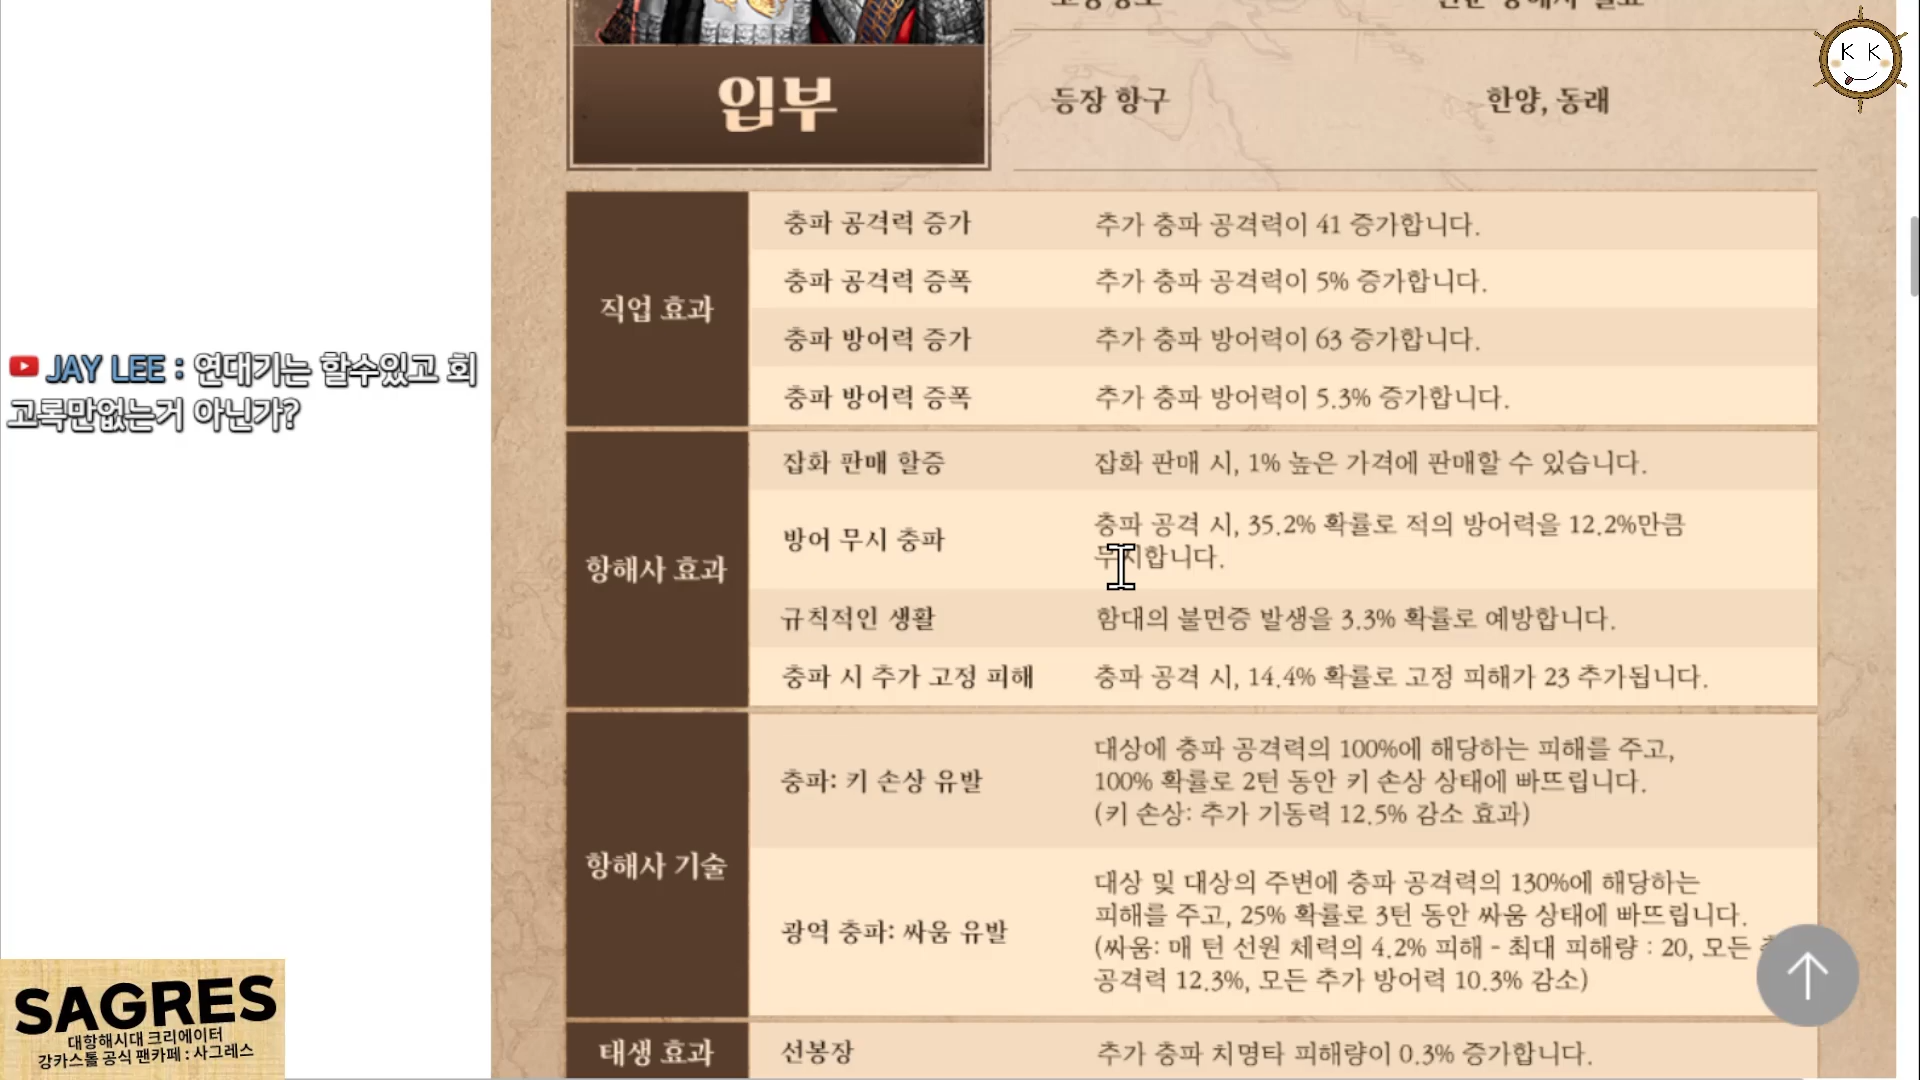 K K
입부
등장 항구
한양, 동래
직업 효과
충파 공격력 증가
추가 충파 공격력이 41 증가합니다.
충파 공격력 증폭
추가 충파 공격력이 5% 증가합니다.
충파 방어력 증가
추가 충파 방어력이 63 증가합니다.
충파 방어력 증폭
추가 충파 방어력이 5.3% 증가합니다.
JAY LEE : 연대기는 할수있고 회
고록만없는거 아닌가?
항해사 효과
잡화 판매 할증
잡화 판매 시, 1% 높은 가격에 판매할 수 있습니다.
방어 무시 충파
충파 공격 시, 35.2% 확률로 적의 방어력을 12.2%만큼
무시합니다.
규칙적인 생활
함대의 불면증 발생을 3.3% 확률로 예방합니다.
충파 시 추가 고정 피해
충파 공격 시, 14.4% 확률로 고정 피해가 23 추가됩니다.
항해사 기술
충파: 키 손상 유발
대상에 충파 공격력의 100%에 해당하는 피해를 주고,
100% 확률로 2턴 동안 키 손상 상태에 빠뜨립니다.
(키 손상: 추가 기동력 12.5% 감소 효과)
광역 충파: 싸움 유발
대상 및 대상의 주변에 충파 공격력의 130%에 해당하는
피해를 주고, 25% 확률로 3턴 동안 싸움 상태에 빠뜨립니다.
(싸움: 매 턴 선원 체력의 4.2% 피해 - 최대 피해량 : 20, 모든
공격력 12.3%, 모든 추가 방어력 10.3% 감소)
태생 효과
선봉장
추가 충파 치명타 피해량이 0.3% 증가합니다.
SAGRES
대항해시대 크리에이터
강카스톨 공식 팬카페 : 사그레스